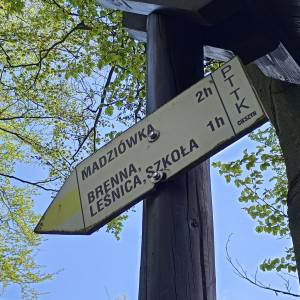 MADZIÓWKA 2h
BRENNA,
LEŚNICA, SZKOŁA 1h
PTTK
CIESZYN